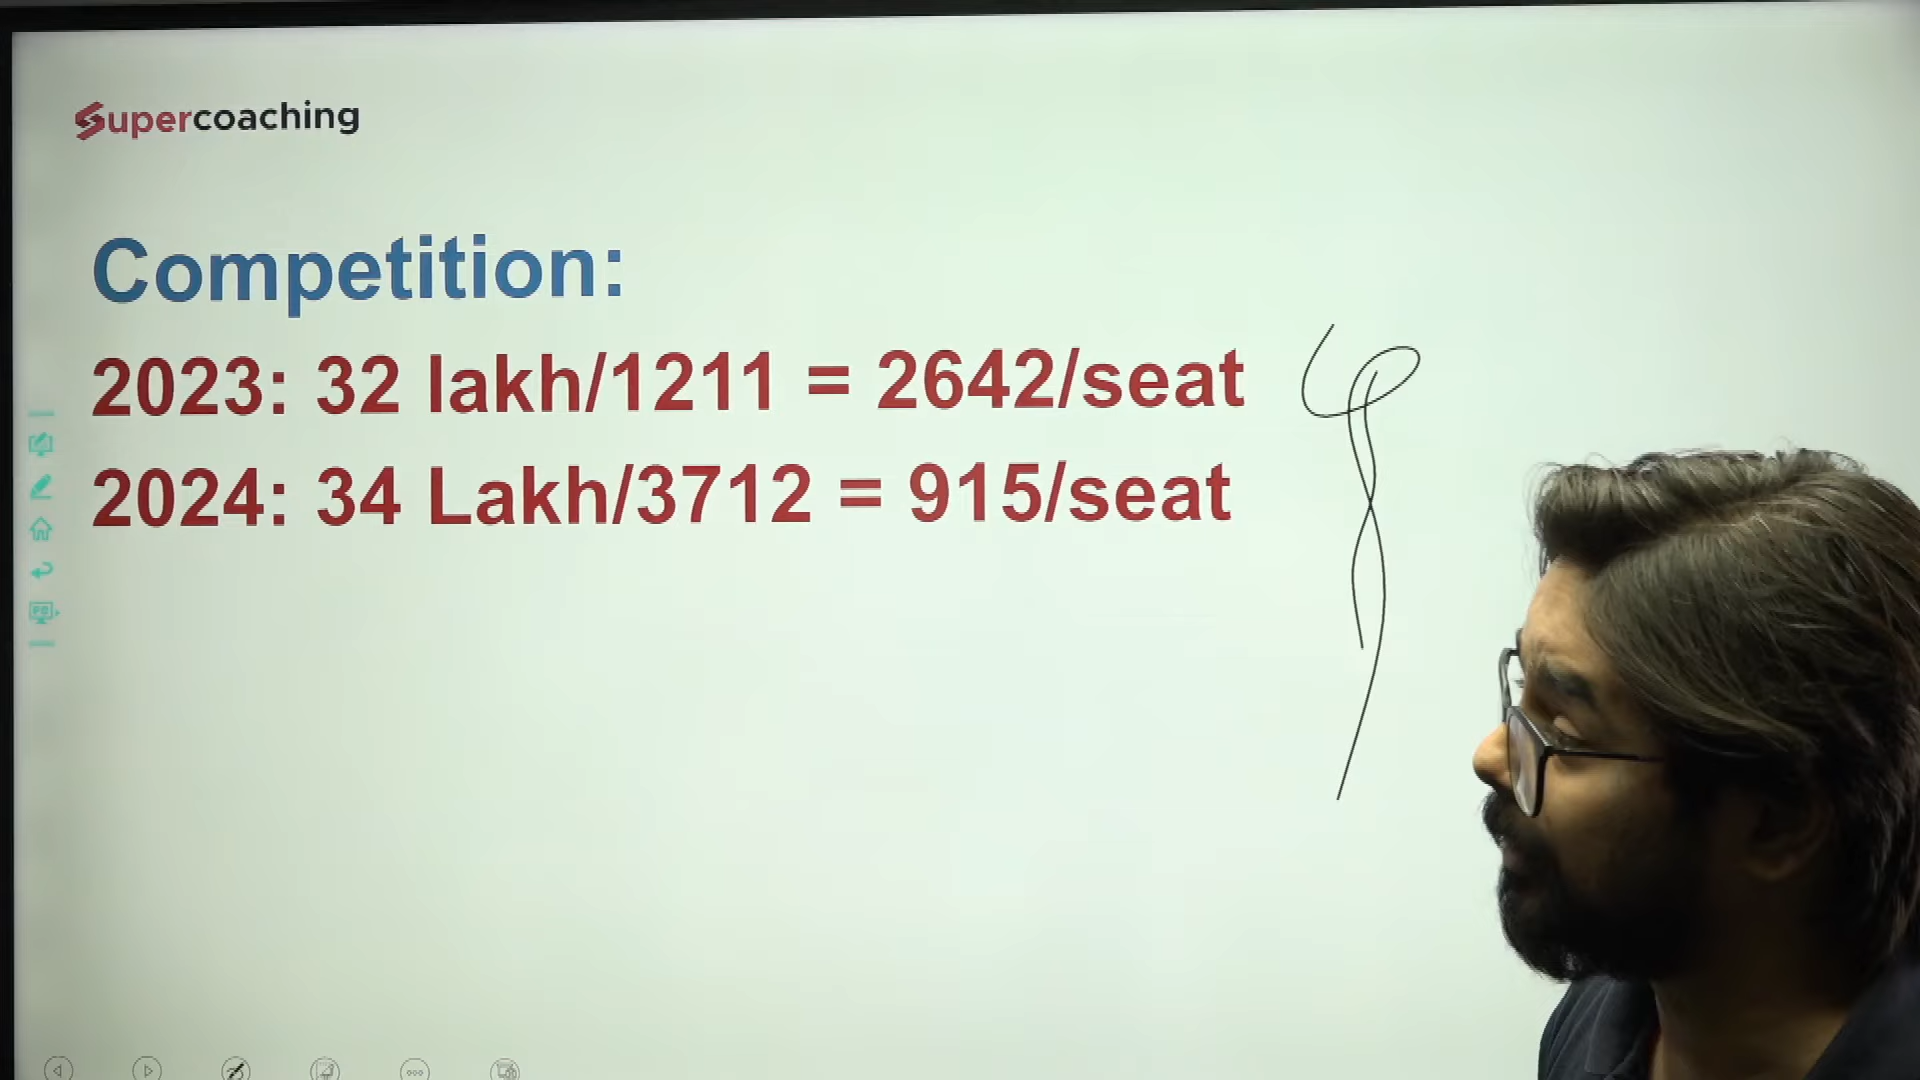 Supercoaching
Competition:
2023: 32 lakh/1211 = 2642/seat
2024: 34 Lakh/3712 = 915/seat